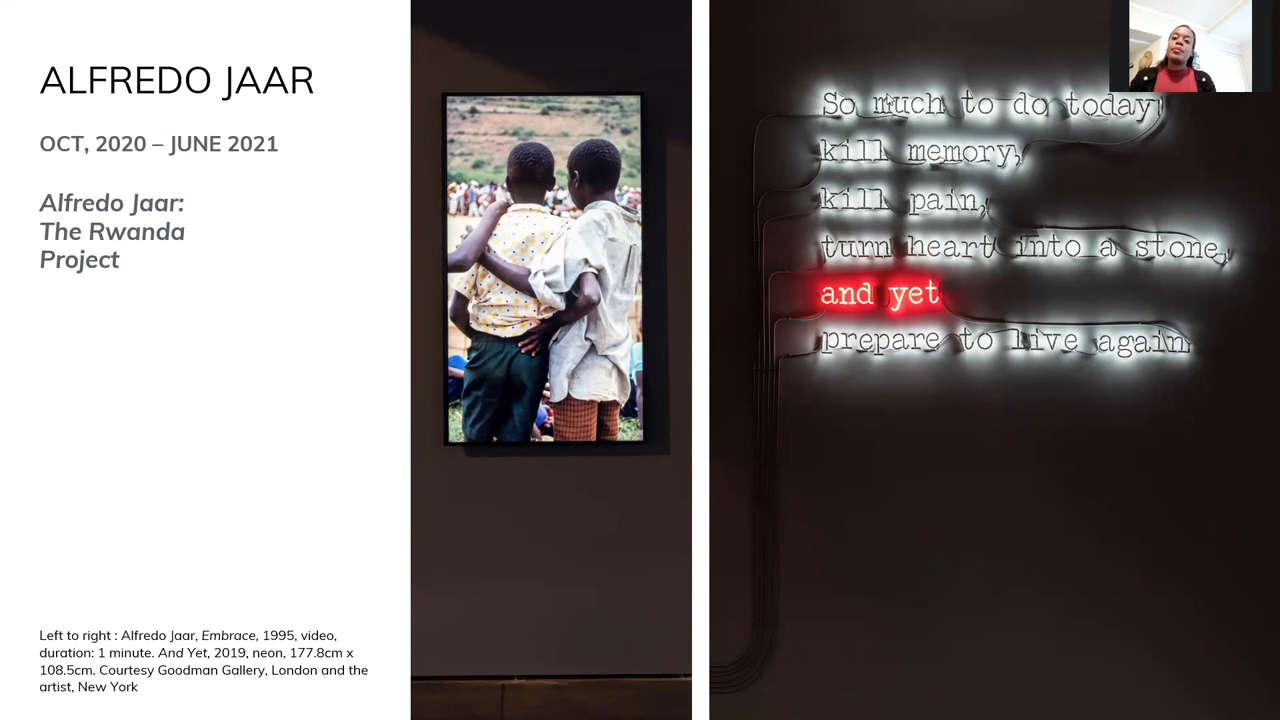 ALFREDO JAAR
OCT, 2020 – JUNE 2021
Alfredo Jaar:
The Rwanda
Project
Left to right : Alfredo Jaar, Embrace, 1995, video,
duration: 1 minute. And Yet, 2019, neon, 177.8cm x
108.5cm. Courtesy Goodman Gallery, London and the
artist, New York
So much to do today:
kill memory,
kill pain,
turn heart into a stone,
and yet
prepare to live again